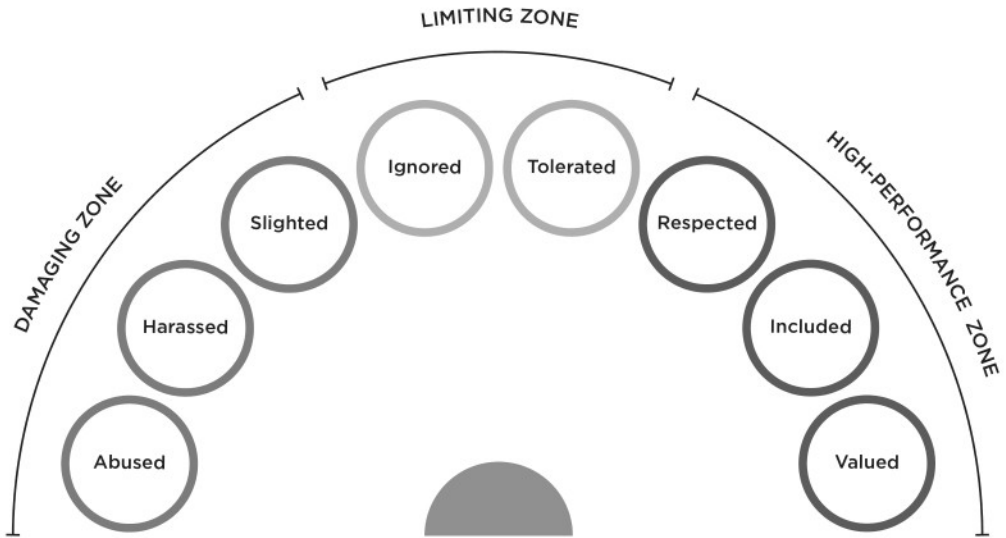 LIMITING ZONE
DAMAGING ZONE
HIGH-PERFORMANCE ZONE
Ignored
Tolerated
Slighted
Respected
Harassed
Included
Abused
Valued